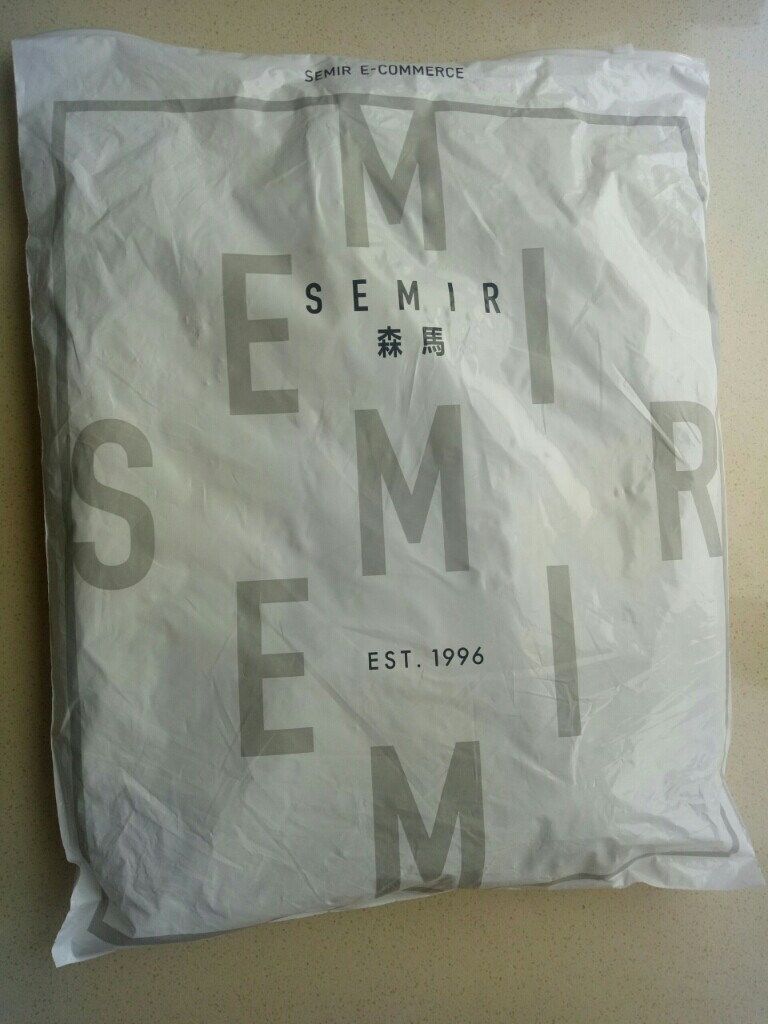 SEMIR E-COMMERCE
M
E I
SEMIR
森馬
S M R
E I
EST. 1996
M